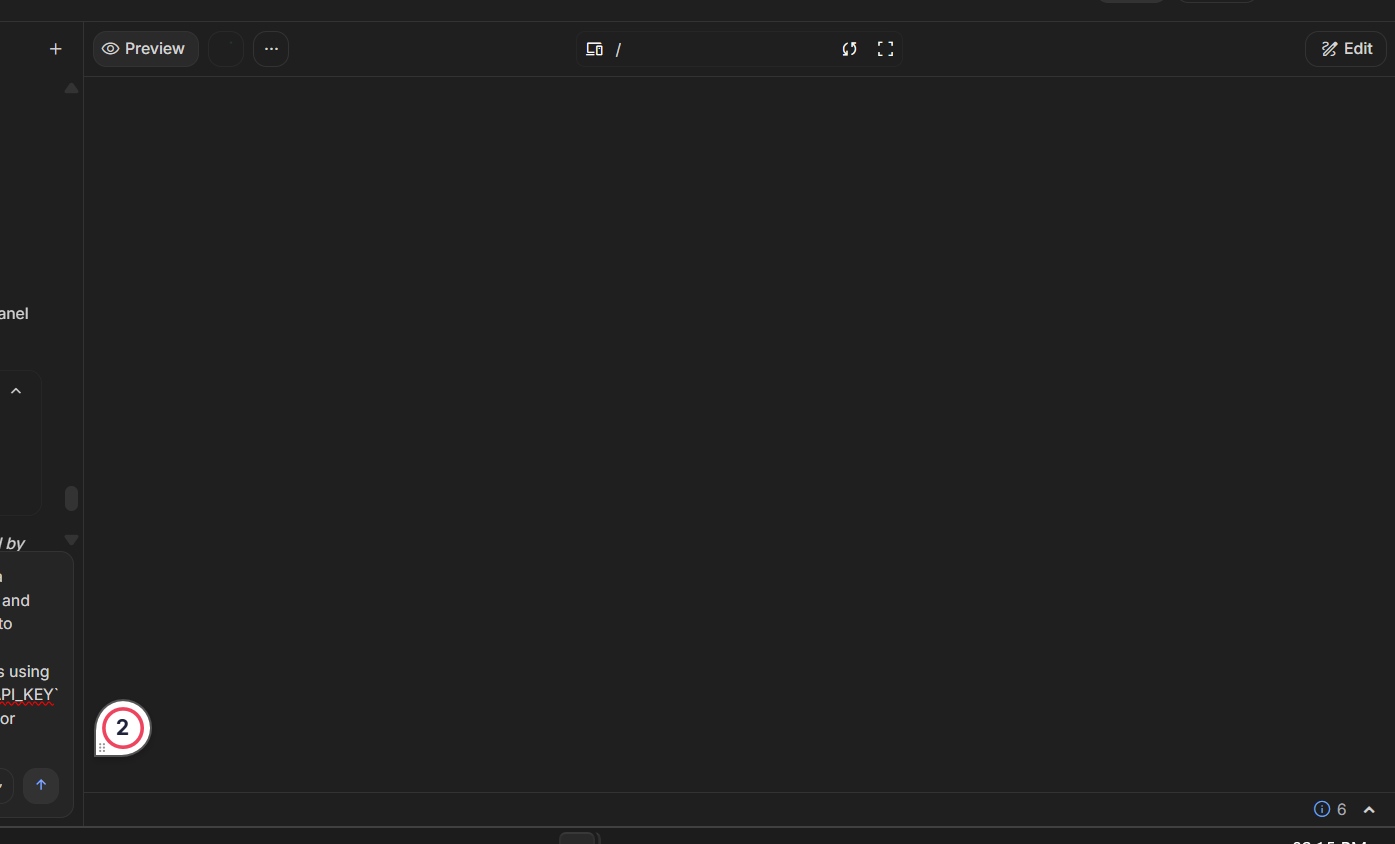 Preview
/
Edit
anel
by
and
to
s using
PI_KEY`
or
2
6